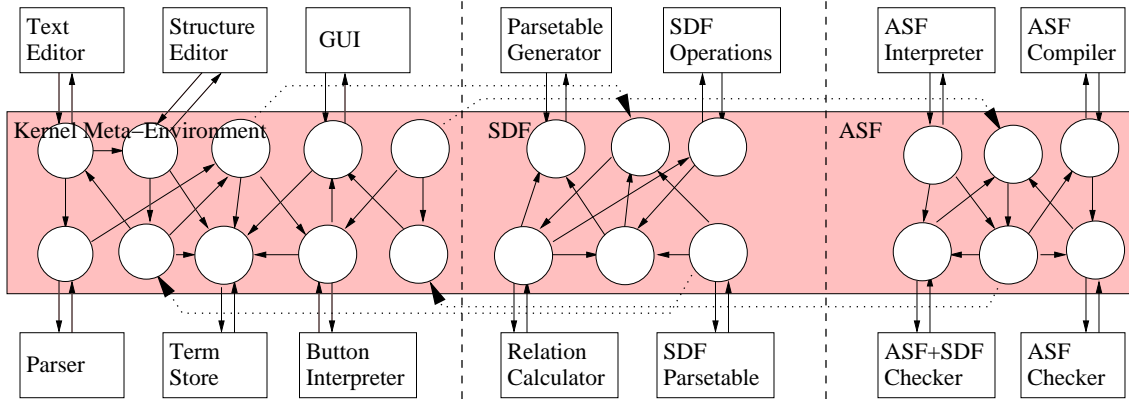 Text
Editor
Structure
Editor
GUI
Parsetable
Generator
SDF
Operations
ASF
Interpreter
ASF
Compiler
Kernel Meta−Environment
SDF
ASF
Parser
Term
Store
Button
Interpreter
Relation
Calculator
SDF
Parsetable
ASF+SDF
Checker
ASF
Checker